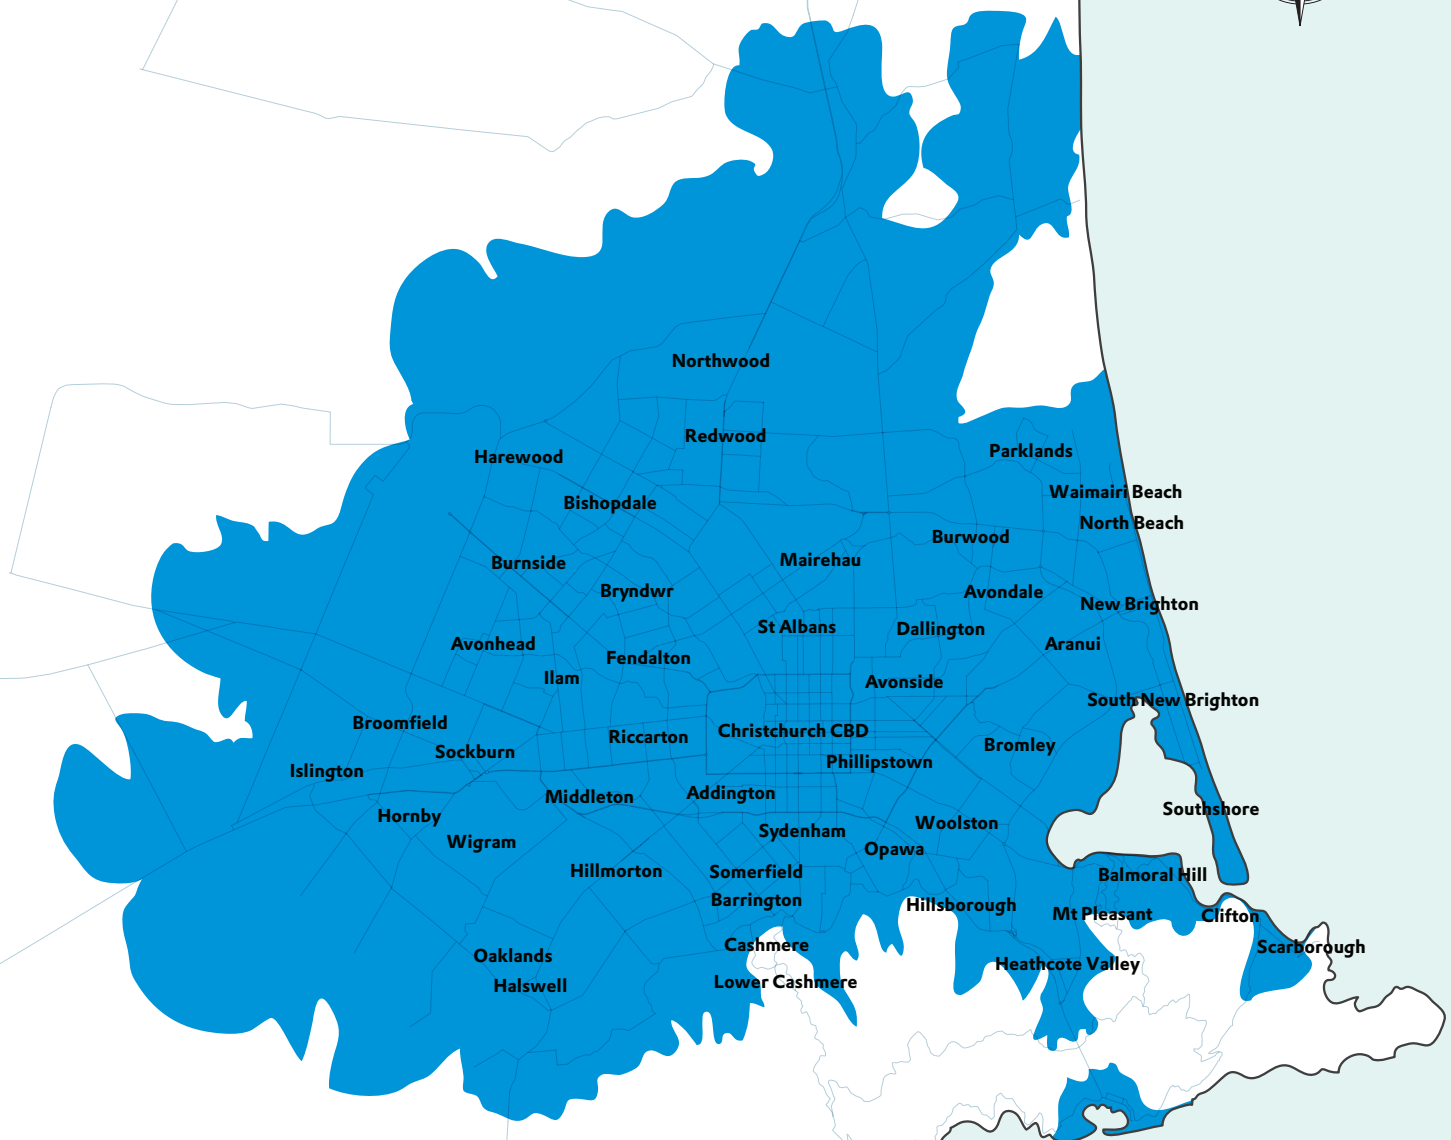 Northwood
Redwood
Parklands
Harewood
Waimairi Beach
Bishopdale
North Beach
Burwood
Mairehau
Burnside
Bryndwr
Avondale
New Brighton
St Albans
Dallington
Avonhead
Aranui
Fendalton
Ilam
Avonside
South New Brighton
Broomfield
Christchurch CBD
Riccarton
Bromley
Sockburn
Phillipstown
Islington
Addington
Middleton
Southshore
Hornby
Woolston
Sydenham
Wigram
Opawa
Hillmorton
Somerfield
Balmoral Hill
Barrington
Hillsborough
Mt Pleasant
Clifton
Cashmere
Scarborough
Oaklands
Heathcote Valley
Lower Cashmere
Halswell